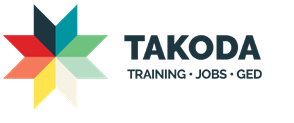 TAKODA
TRAINING • JOBS • GED